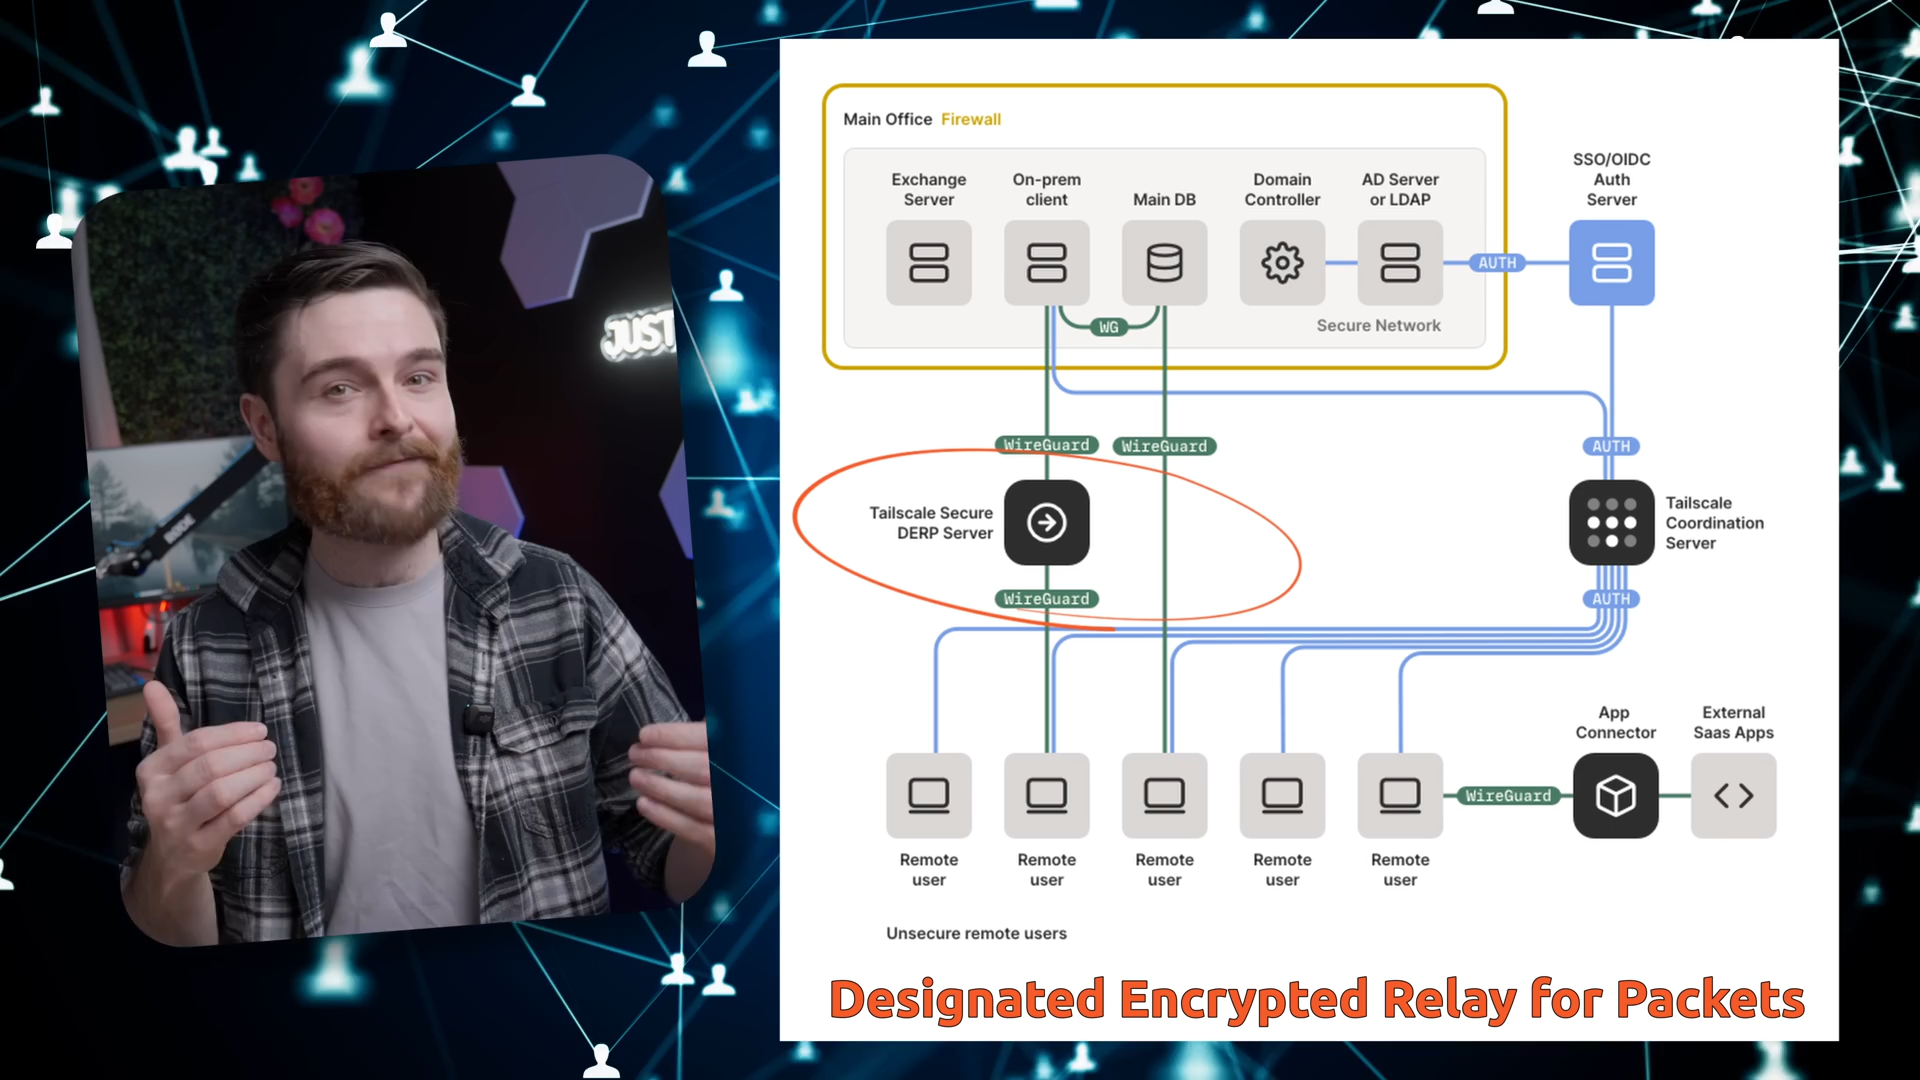 JUST
Main Office Firewall
Exchange
Server
On-prem
client
Main DB
Domain
Controller
AD Server
or LDAP
SSO/OIDC
Auth
Server
AUTH
WG
Secure Network
WireGuard
WireGuard
AUTH
Tailscale Secure
DERP Server
Tailscale
Coordination
Server
WireGuard
AUTH
App
Connector
External
Saas Apps
WireGuard
Remote
user
Remote
user
Remote
user
Remote
user
Remote
user
Unsecure remote users
Designated Encrypted Relay for Packets